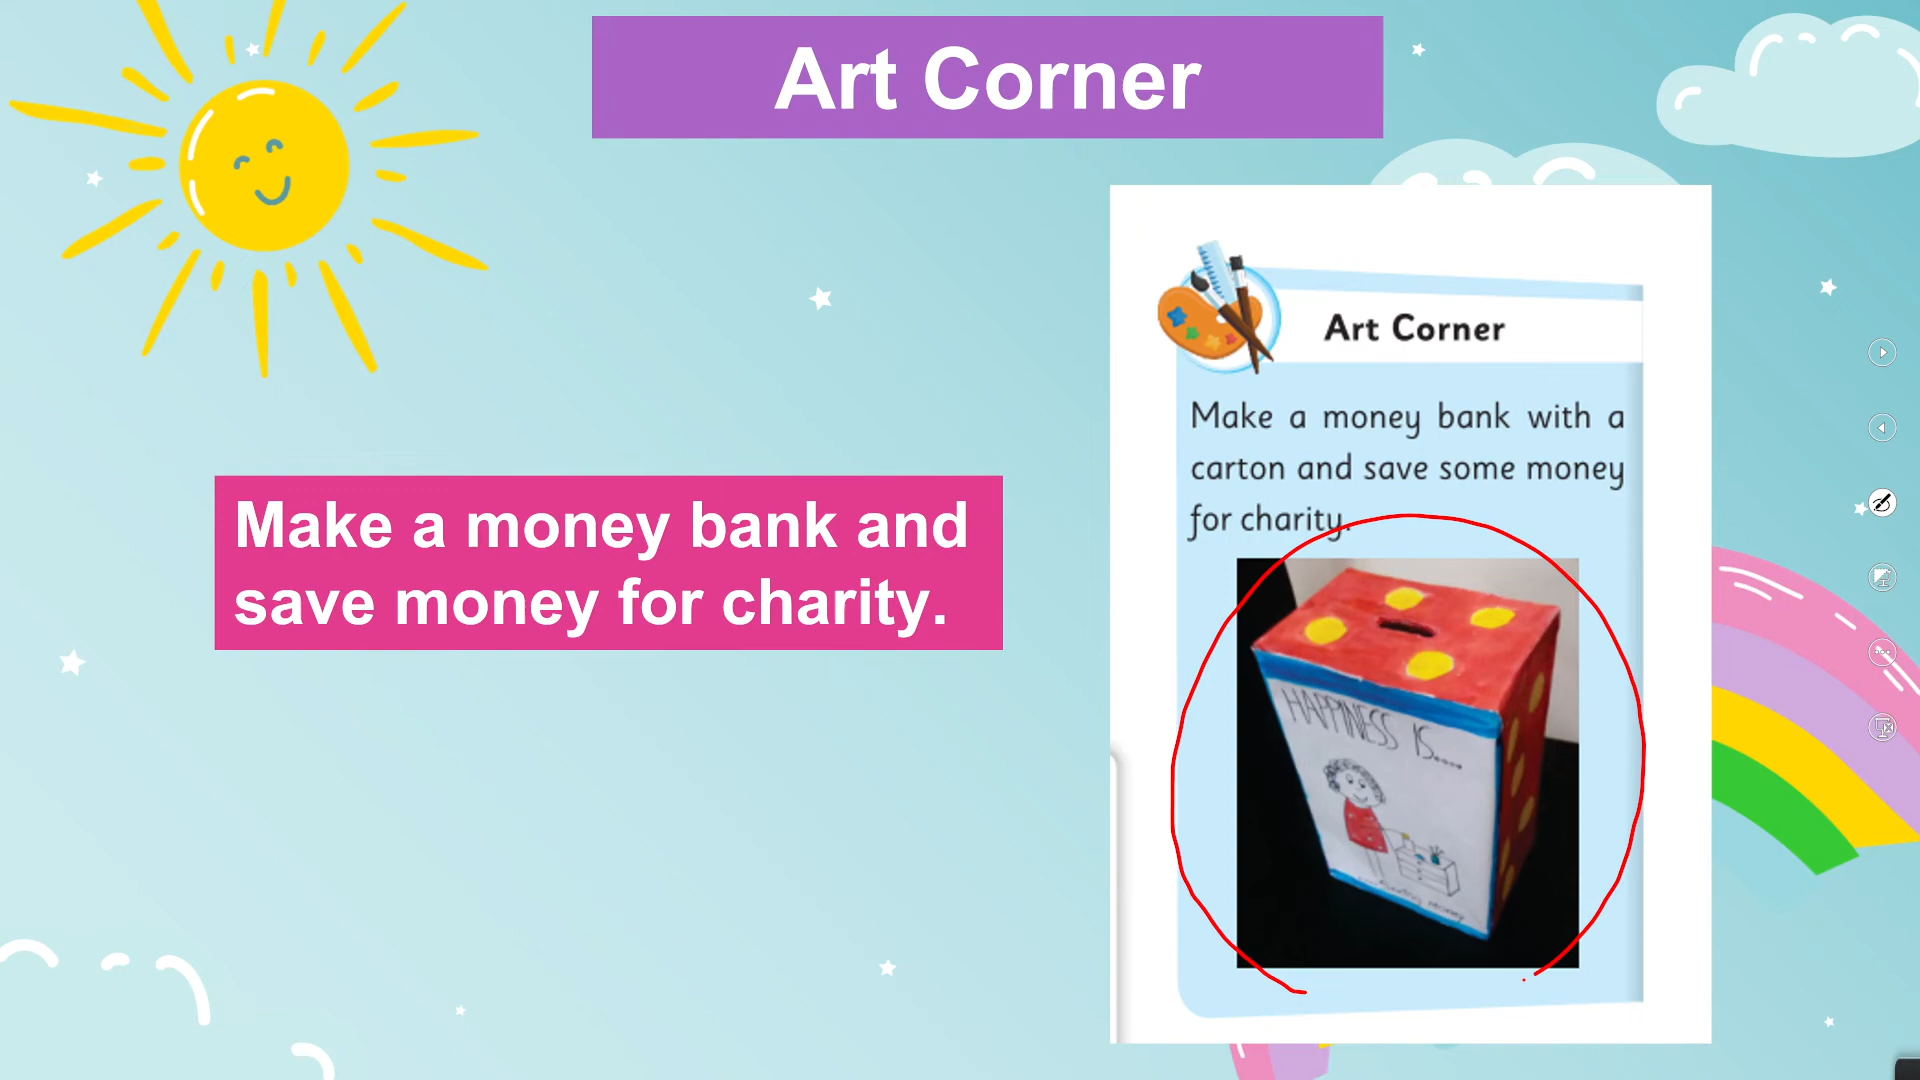 Art Corner
Make a money bank and
save money for charity.
Art Corner
Make a money bank with a
carton and save some money
for charity.
HAPPINESS IS....
money